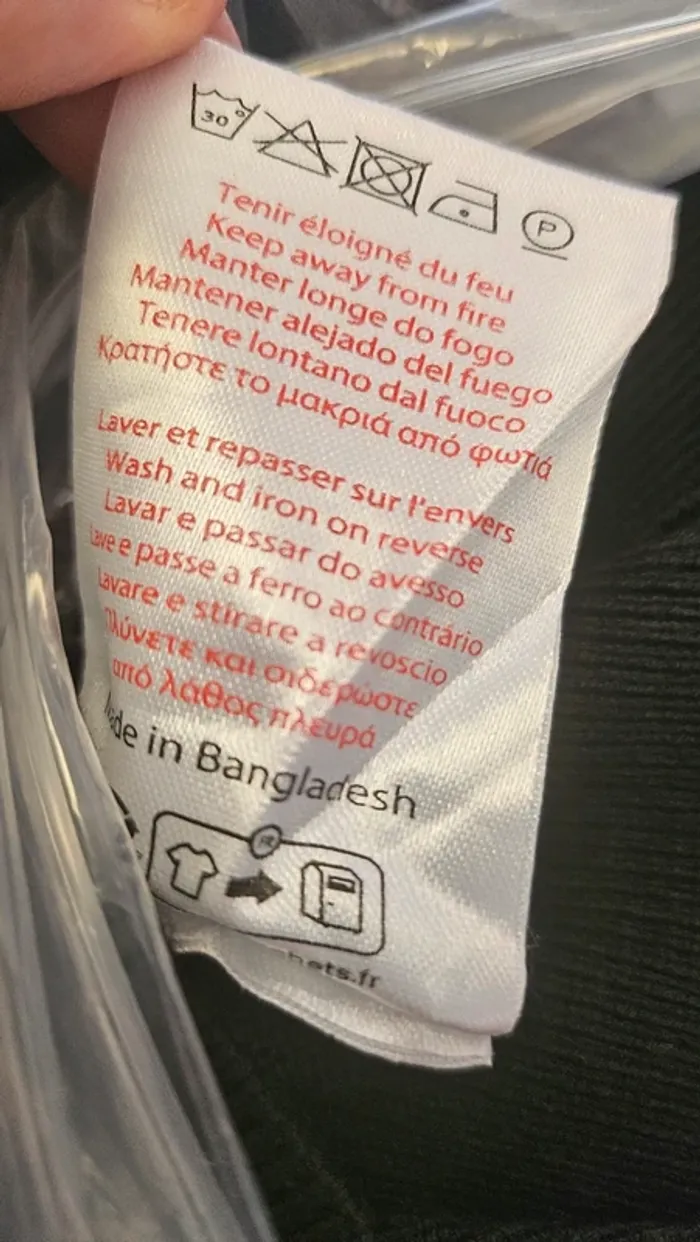 30°
P
Tenir éloigné du feu
Keep away from fire
Manter longe do fogo
Mantener alejado del fuego
Tenere lontano dal fuoco
Κρατήστε το μακριά από φωτιά
Laver et repasser sur l'envers
Wash and iron on reverse
Lavar e passar do avesso
Lave e passe a ferro ao contrário
Lavare e stirare a revoscio
Πλύνετε και σιδερώστε
από λάθος πλευρά
Made in Bangladesh